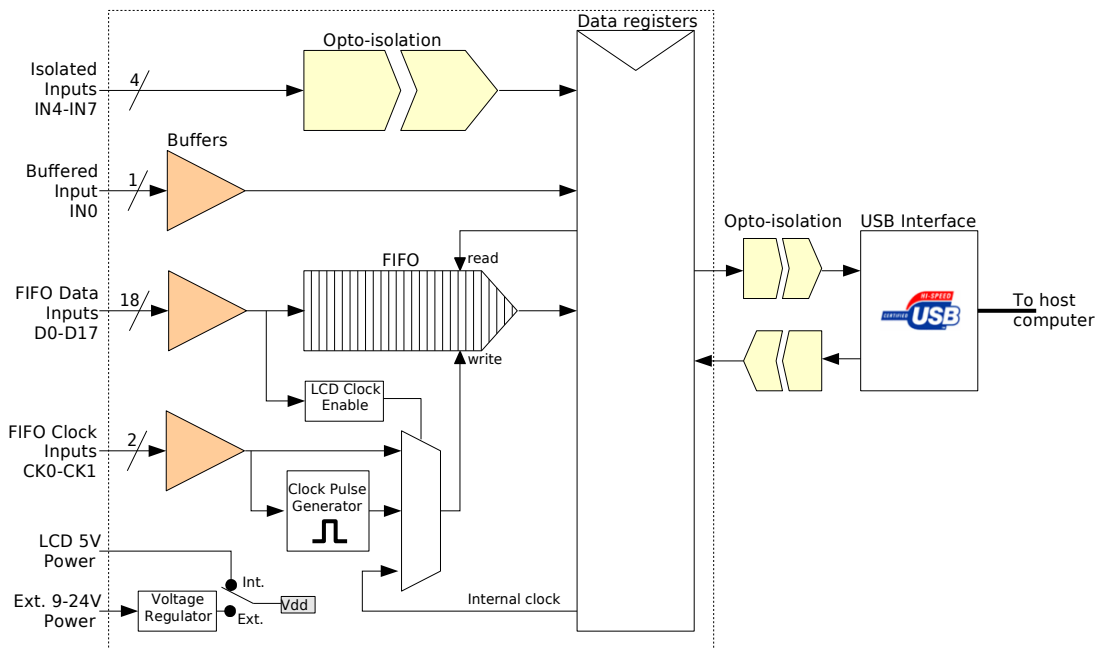 Data registers
Opto-isolation
Isolated
Inputs
IN4-IN7
4
Buffers
Buffered
Input
IN0
1
Opto-isolation
USB Interface
read
FIFO
FIFO Data
Inputs
D0-D17
18
HI-SPEED
CERTIFIED
USB
To host
computer
write
LCD Clock
Enable
FIFO Clock
Inputs
CK0-CK1
2
Clock Pulse
Generator
LCD 5V
Power
Int.
Ext. 9-24V
Power
Voltage
Regulator
Ext.
Vdd
Internal clock